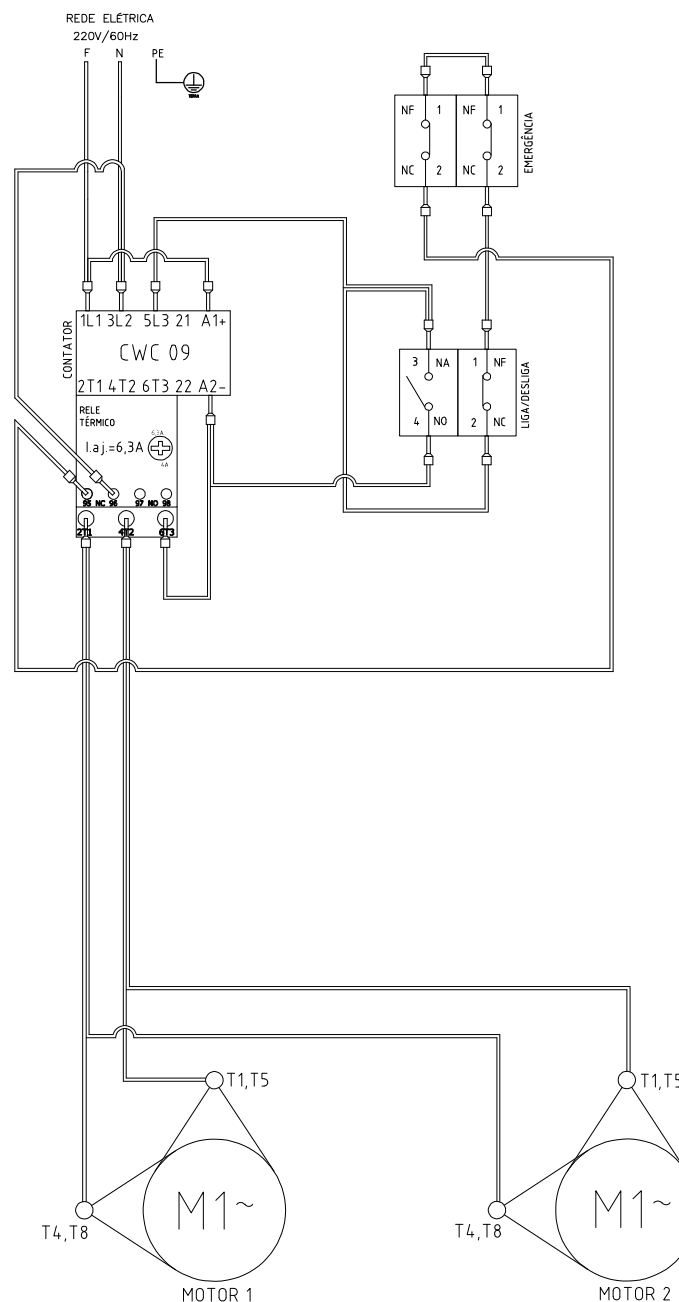 REDE ELÉTRICA
220V/60Hz
F N PE
TERRA
NF 1 NF 1
NC 2 NC 2
EMERGÊNCIA
CONTATOR
1L1 3L2 5L3 21 A1+
CWC 09
2T1 4T2 6T3 22 A2-
3 NA 1 NF
4 NO 2 NC
LIGA/DESLIGA
RELE
TÉRMICO
I.aj.=6,3A
6,3A
4A
95 NC 96 97 NO 98
2T1 4T2 6T3
T1,T5
T1,T5
M1~
M1~
T4,T8
T4,T8
MOTOR 1
MOTOR 2